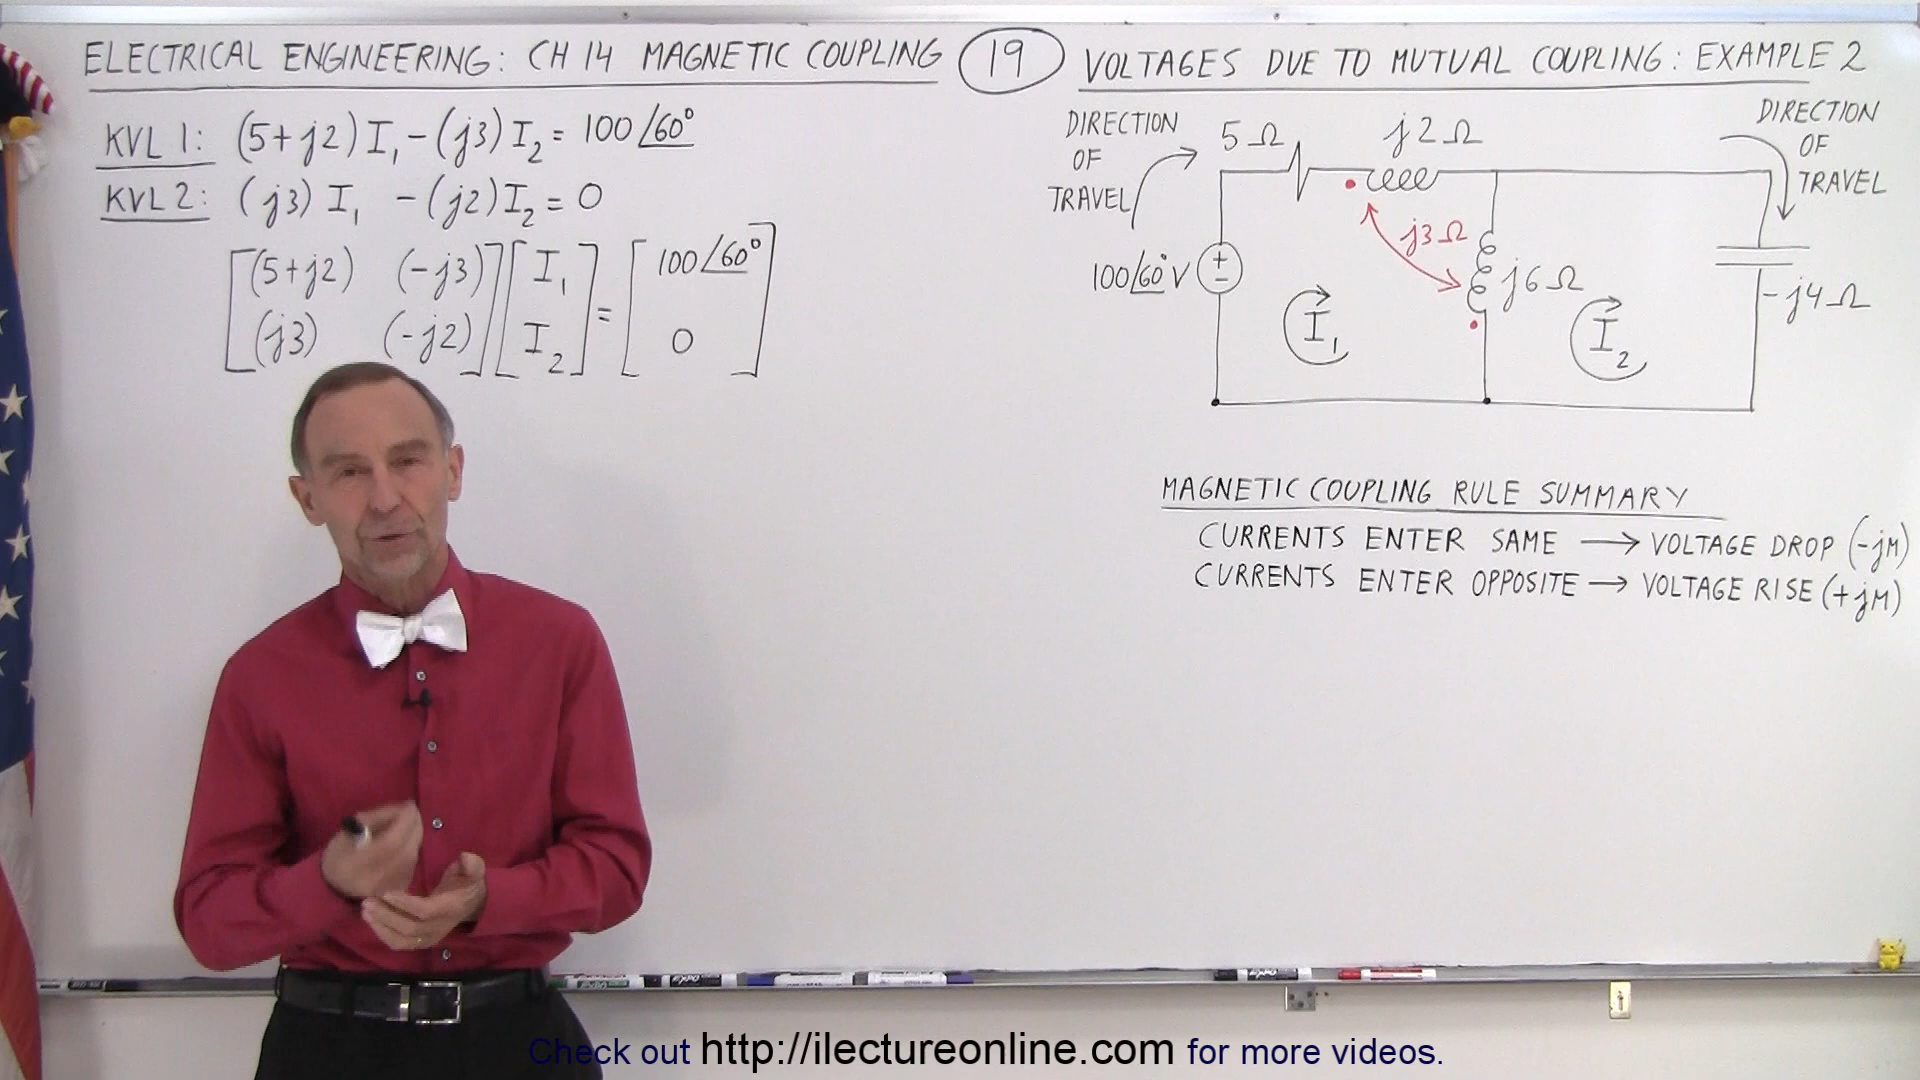 ELECTRICAL ENGINEERING: CH 14 MAGNETIC COUPLING 19 VOLTAGES DUE TO MUTUAL COUPLING: EXAMPLE 2
KVL 1: (5+j2) I₁ - (j3) I₂ = 100 /60°
KVL 2: (j3) I₁ - (j2) I₂ = 0
[(5+j2) (-j3)] [I₁] = [100 /60°]
[(j3) (-j2)] [I₂] [0]
DIRECTION
OF
TRAVEL
5 Ω
j2 Ω
DIRECTION
OF
TRAVEL
j3 Ω
100/60° V
+
-
j6 Ω
-j4 Ω
I₁
I₂
MAGNETIC COUPLING RULE SUMMARY
CURRENTS ENTER SAME → VOLTAGE DROP (-jM)
CURRENTS ENTER OPPOSITE → VOLTAGE RISE (+jM)
Check out http://ilectureonline.com for more videos.